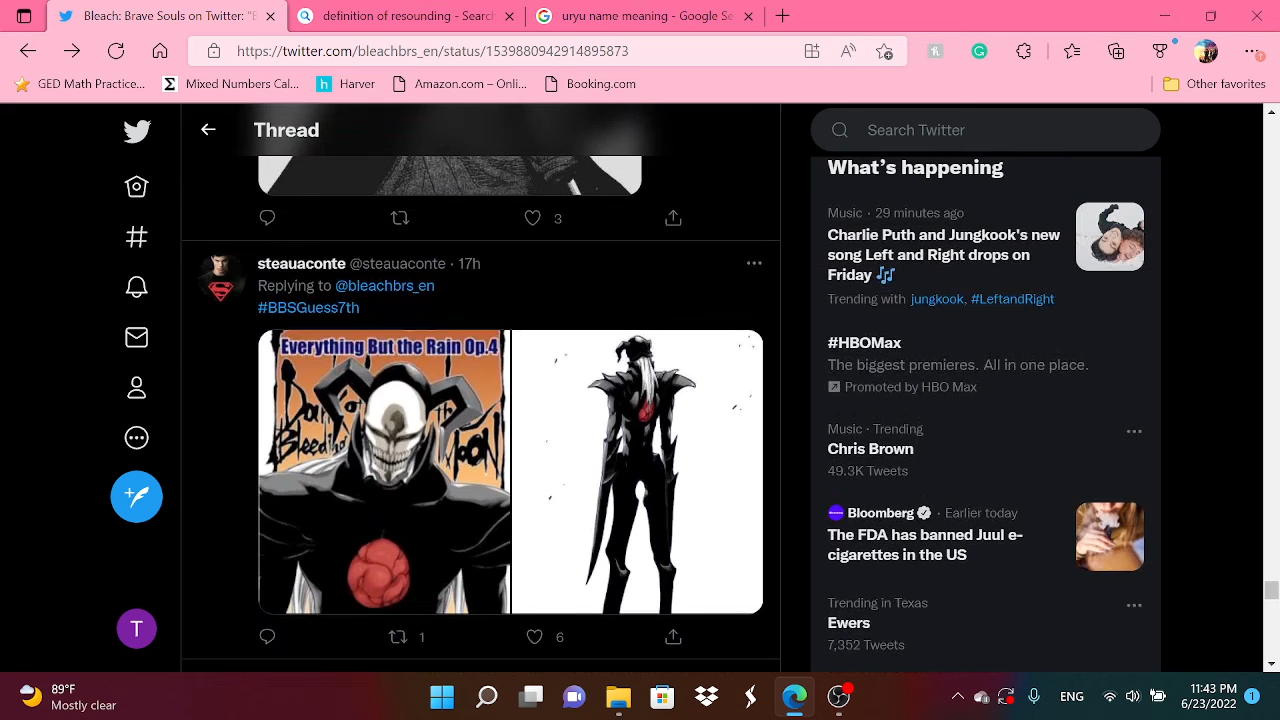 Bleach: Brave Souls on Twitter: "B
definition of resounding - Search
uryu name meaning - Google Se
https://twitter.com/bleachbrs_en/status/1539880942914895873
GED Math Practice...
Mixed Numbers Cal...
Harver
Amazon.com – Onli...
Booking.com
Other favorites
Thread
3
steauaconte @steauaconte · 17h
Replying to @bleachbrs_en
#BBSGuess7th
Everything But the Rain Op.4
1
6
Search Twitter
What's happening
Music · 29 minutes ago
Charlie Puth and Jungkook's new
song Left and Right drops on
Friday 🎶
Trending with jungkook, #LeftandRight
#HBOMax
The biggest premieres. All in one place.
Promoted by HBO Max
Music · Trending
Chris Brown
49.3K Tweets
Bloomberg · Earlier today
The FDA has banned Juul e-
cigarettes in the US
Trending in Texas
Ewers
7,352 Tweets
T
89°F
Mostly clear
ENG
11:43 PM
6/23/2022
1